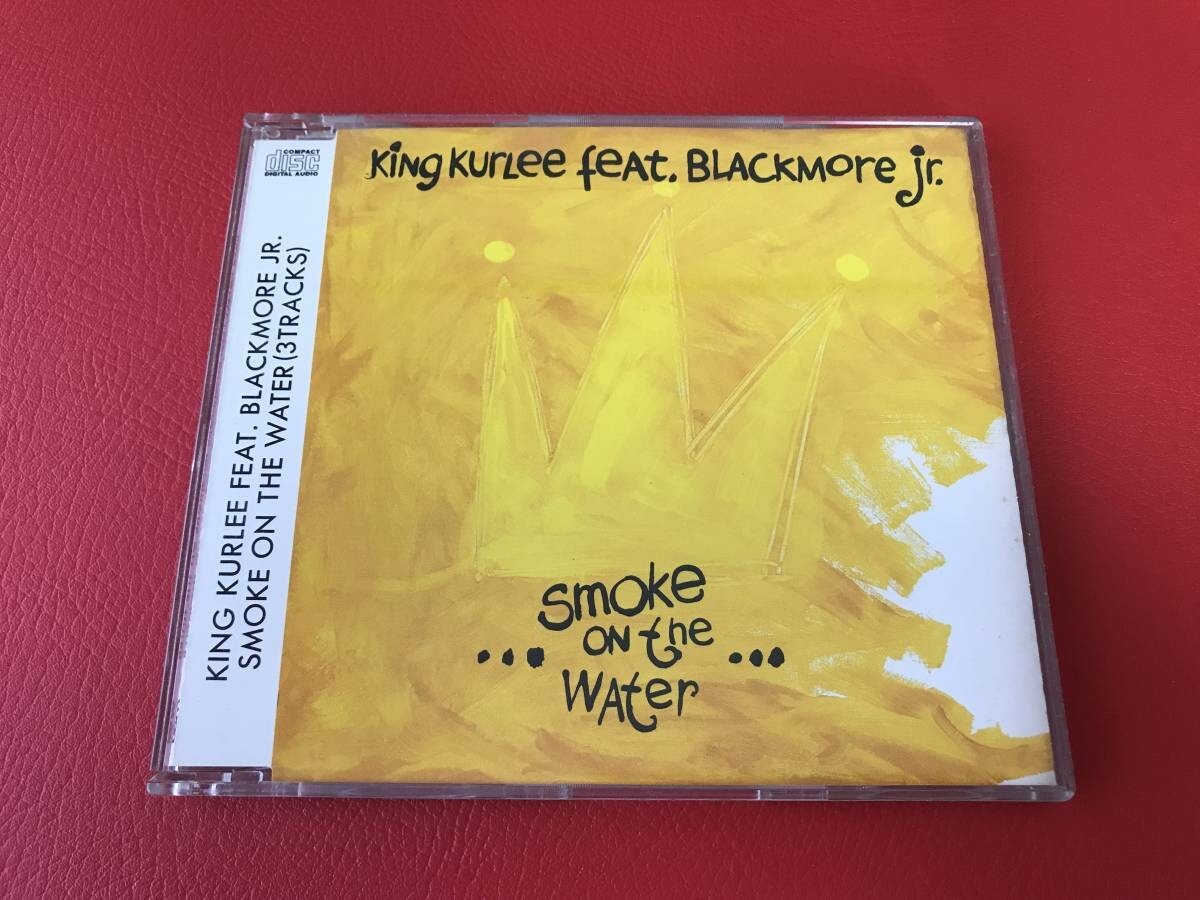 COMPACT
disc
DIGITAL AUDIO
KING KURLEE FEAT. BLACKMORE JR.
SMOKE ON THE WATER (3TRACKS)
King Kurlee feat. Blackmore jr.
...smoke
on the...
water